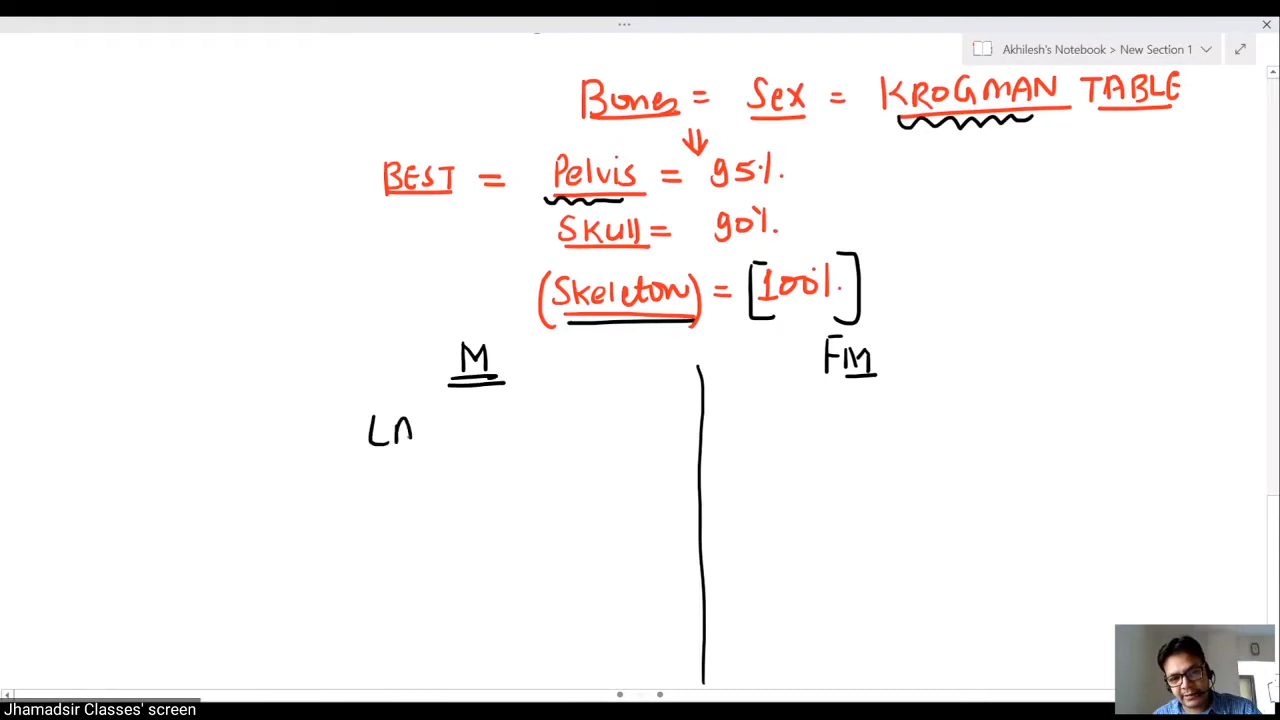 Akhilesh's Notebook > New Section 1
Bones = Sex = KROGMAN TABLE
BEST = Pelvis = 95%.
Skull = 90%.
(Skeleton) = [100%.]
M
FM
LA
Jhamadsir Classes' screen